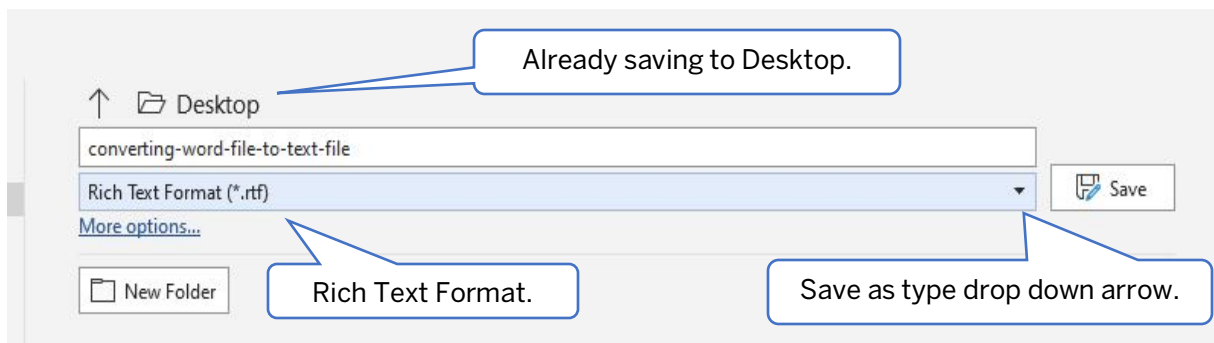 Already saving to Desktop.
Desktop
converting-word-file-to-text-file
Rich Text Format (*.rtf)
Save
More options...
New Folder
Rich Text Format.
Save as type drop down arrow.